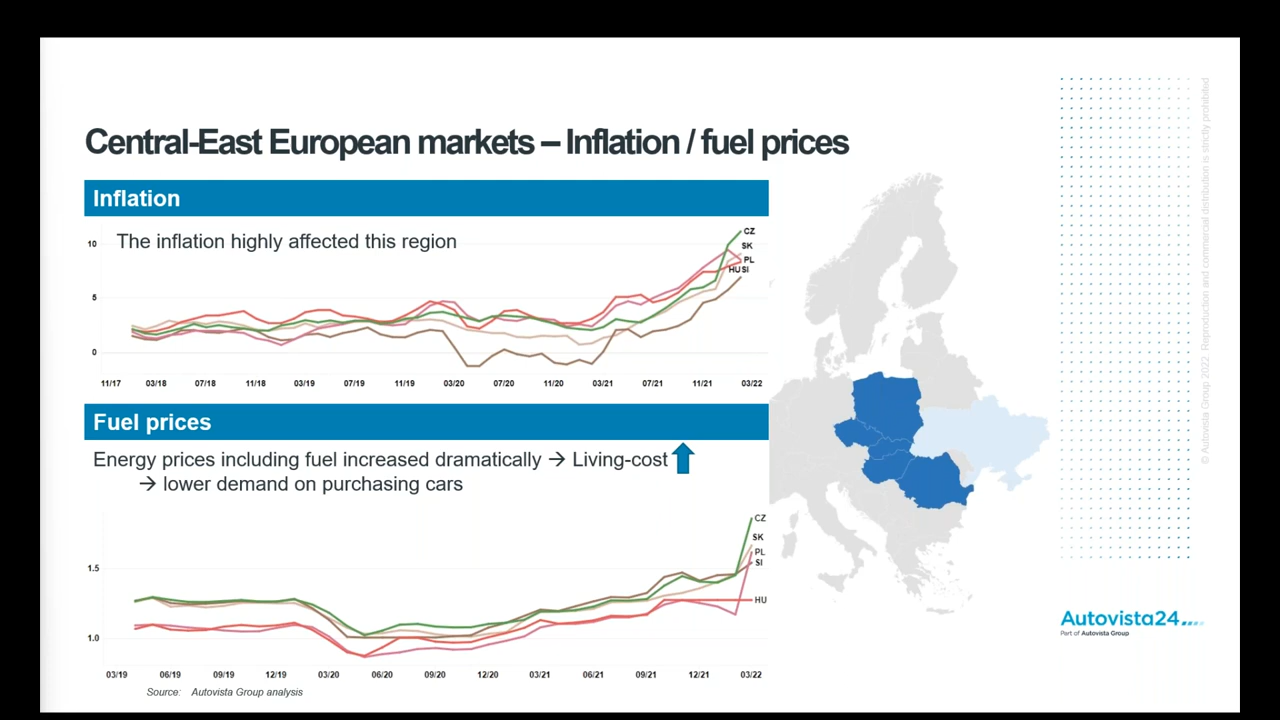 Central-East European markets – Inflation / fuel prices
Inflation
The inflation highly affected this region
10
5
0
CZ
SK
PL
HU SI
11/17 03/18 07/18 11/18 03/19 07/19 11/19 03/20 07/20 11/20 03/21 07/21 11/21 03/22
Fuel prices
Energy prices including fuel increased dramatically → Living-cost
→ lower demand on purchasing cars
1.5
1.0
CZ
SK
PL
SI
HU
03/19 06/19 09/19 12/19 03/20 06/20 09/20 12/20 03/21 06/21 09/21 12/21 03/22
Source: Autovista Group analysis
Autovista24
Part of Autovista Group
© Autovista Group 2022. Reproduction and commercial distribution is strictly prohibited